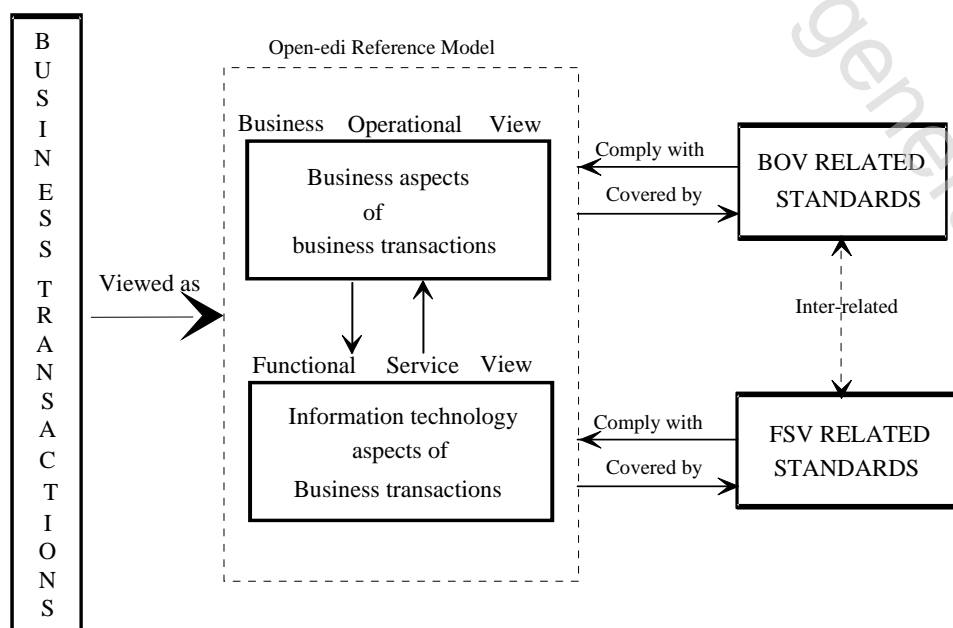 BUSINESS TRANSACTIONS
Viewed as
Open-edi Reference Model
Business Operational View
Business aspects
of
business transactions
Functional Service View
Information technology
aspects of
Business transactions
Comply with
Covered by
BOV RELATED
STANDARDS
Inter-related
Comply with
Covered by
FSV RELATED
STANDARDS